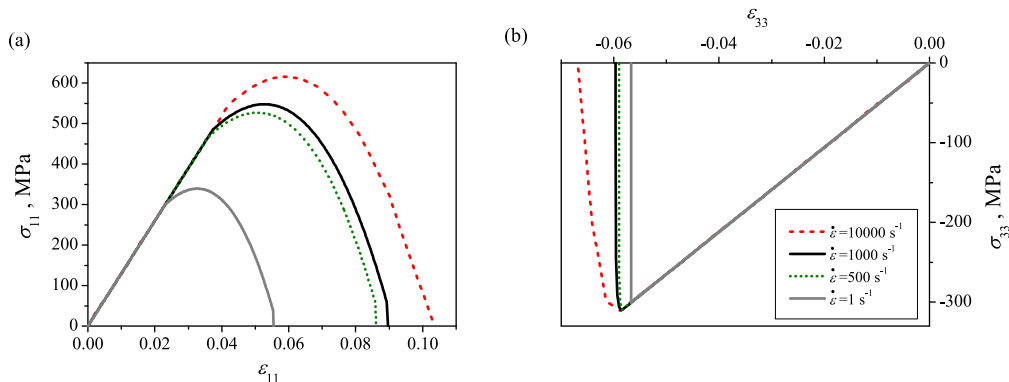 (a)
600
500
400
300
200
100
0
σ₁₁ , MPa
0.00 0.02 0.04 0.06 0.08 0.10
ε₁₁
(b)
ε₃₃
-0.06 -0.04 -0.02 0.00
0
-100
-200
-300
σ₃₃ , MPa
ε̇=10000 s⁻¹
ε̇=1000 s⁻¹
ε̇=500 s⁻¹
ε̇=1 s⁻¹